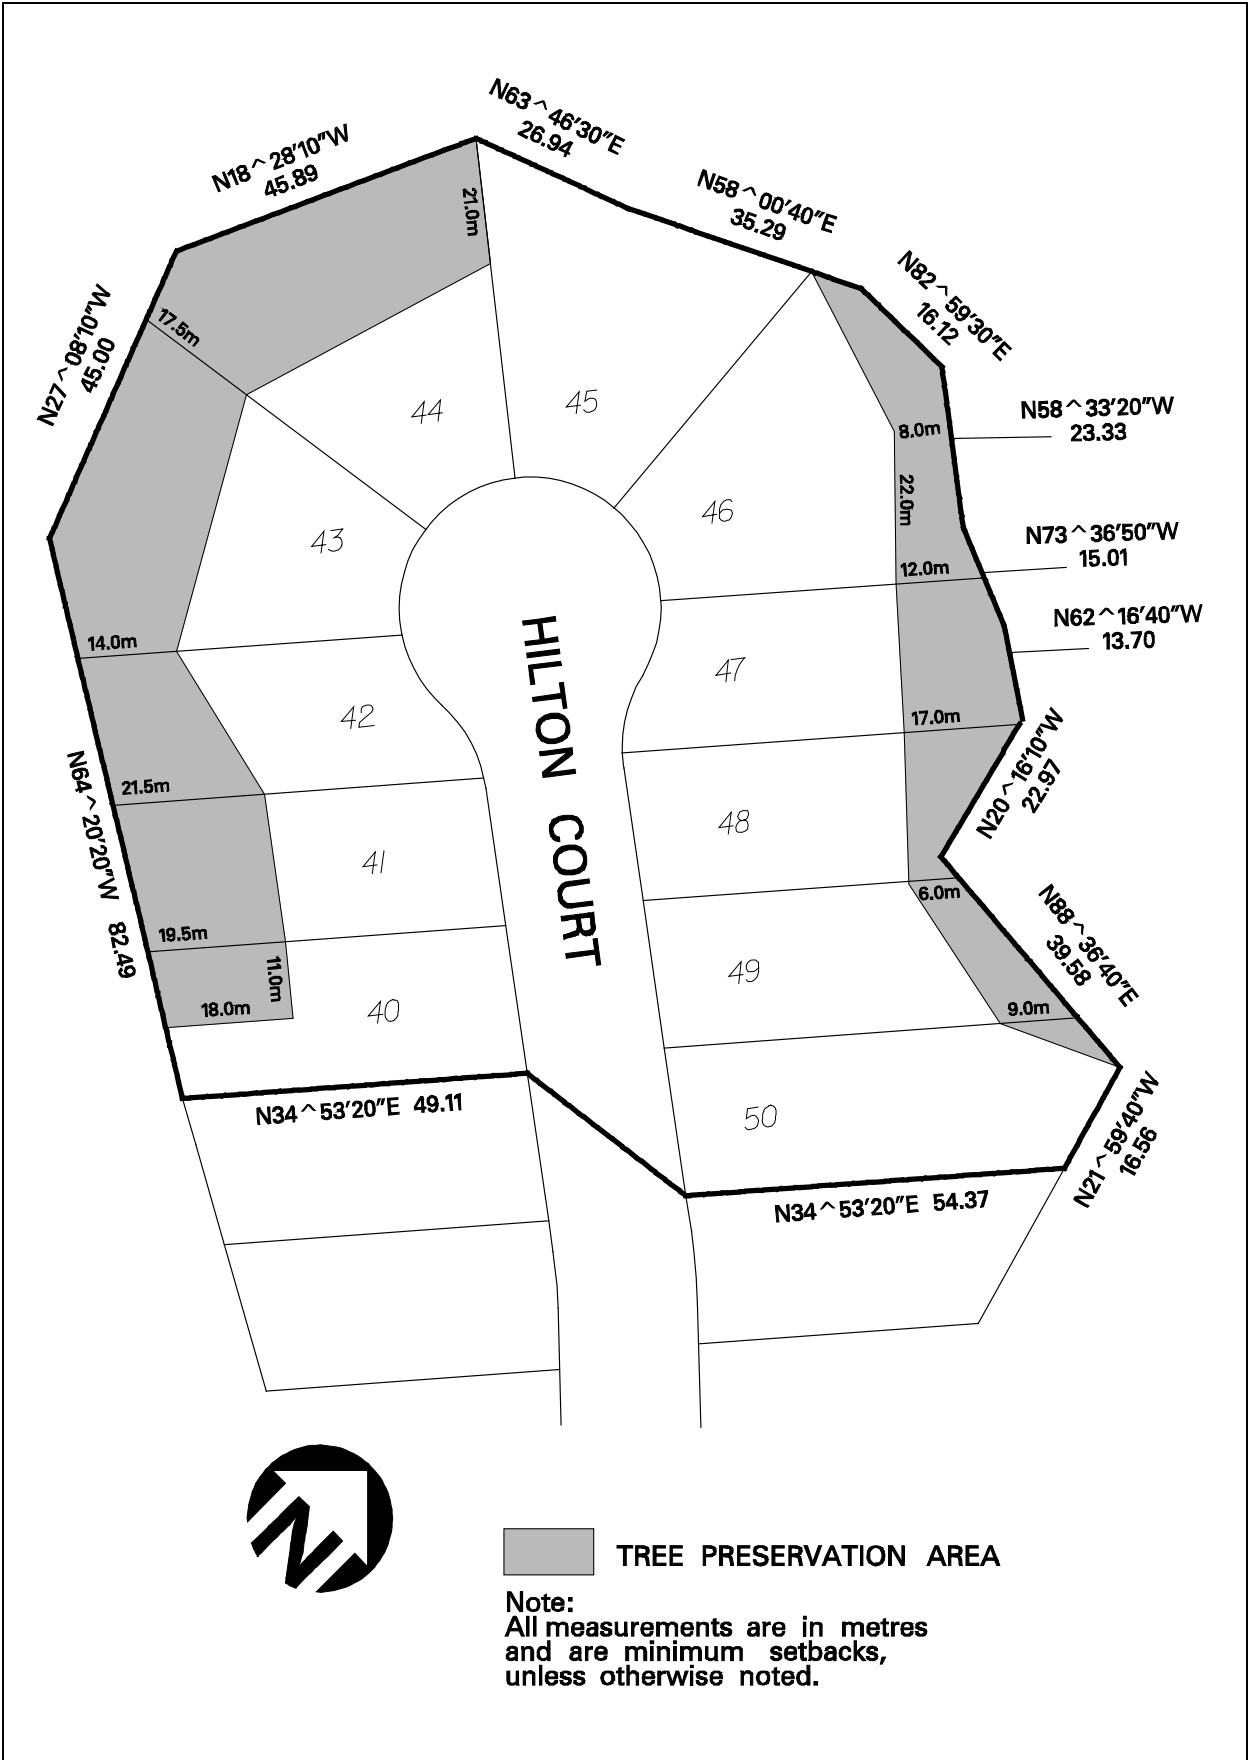 N63^46'30"E
26.94
N18^28'10"W
45.89
N58^00'40"E
35.29
21.0m
N82^59'30"E
16.12
N27^08'10"W
45.00
17.5m
N58^33'20"W
23.33
8.0m
44
45
22.0m
46
43
N73^36'50"W
15.01
12.0m
N62^16'40"W
13.70
14.0m
HILTON COURT
47
42
17.0m
N20^16'10"W
22.97
N64^20'20"W 82.49
21.5m
48
41
6.0m
N88^36'40"E
39.58
19.5m
11.0m
49
18.0m
40
9.0m
N34^53'20"E 49.11
50
N21^59'40"W
16.56
N34^53'20"E 54.37
N
TREE PRESERVATION AREA
Note:
All measurements are in metres
and are minimum setbacks,
unless otherwise noted.